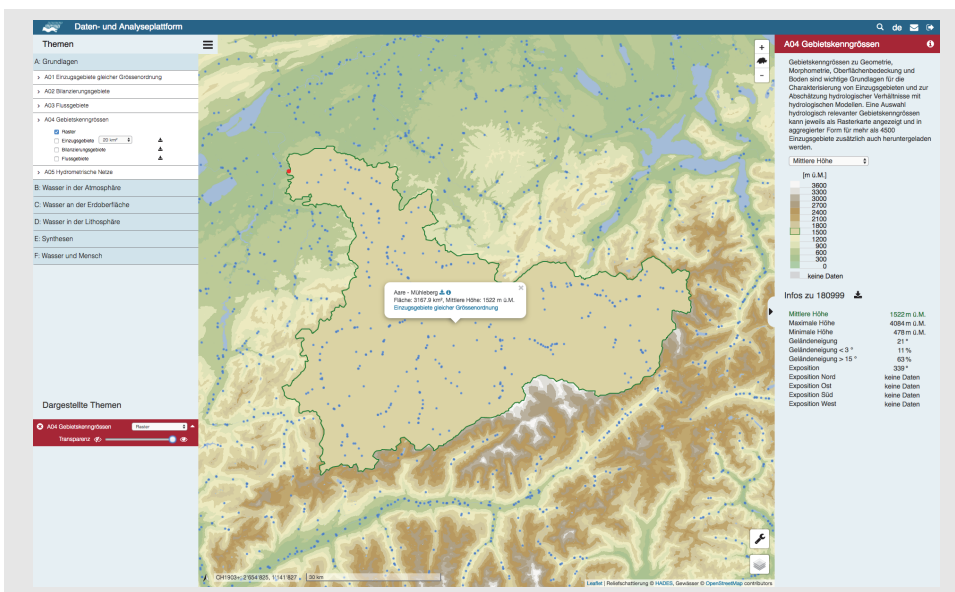 Daten- und Analyseplattform
de
Themen
A: Grundlagen
A01 Einzugsgebiete gleicher Grössenordnung
A02 Bilanzierungsgebiete
A03 Flussgebiete
A04 Gebietskenngrössen
Raster
Einzugsgebiete 20 km²
Bilanzierungsgebiete
Flussgebiete
A05 Hydrometrische Netze
B: Wasser in der Atmosphäre
C: Wasser an der Erdoberfläche
D: Wasser in der Lithosphäre
E: Synthesen
F: Wasser und Mensch
Dargestellte Themen
A04 Gebietskenngrössen Raster
Transparenz
+
-
Aare - Mühleberg
Fläche: 3167.9 km², Mittlere Höhe: 1522 m ü.M.
Einzugsgebiete gleicher Grössenordnung
×
CH1903+: 2'654'825, 1'141'827
30 km
Leaflet | Reliefschattierung © HADES, Gewässer © OpenStreetMap contributors
A04 Gebietskenngrössen
Gebietskenngrössen zu Geometrie,
Morphometrie, Oberflächenbedeckung und
Boden sind wichtige Grundlagen für die
Charakterisierung von Einzugsgebieten und zur
Abschätzung hydrologischer Verhältnisse mit
hydrologischen Modellen. Eine Auswahl
hydrologisch relevanter Gebietskenngrössen
kann jeweils als Rasterkarte angezeigt und in
aggregierter Form für mehr als 4500
Einzugsgebiete zusätzlich auch heruntergeladen
werden.
Mittlere Höhe
[m ü.M.]
3600
3300
3000
2700
2400
2100
1800
1500
1200
900
600
300
0
keine Daten
Infos zu 180999
Mittlere Höhe 1522 m ü.M.
Maximale Höhe 4084 m ü.M.
Minimale Höhe 478 m ü.M.
Geländeneigung 21 °
Geländeneigung < 3 ° 11 %
Geländeneigung > 15 ° 63 %
Exposition 339 °
Exposition Nord keine Daten
Exposition Ost keine Daten
Exposition Süd keine Daten
Exposition West keine Daten